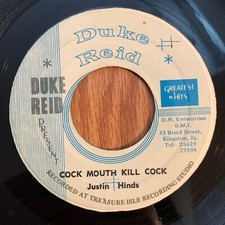 Duke Reid
DUKE
REID
PRESENT
GREATEST
HITS
D.R. Enterprises
D.M.I.
33 Bond Street,
Kingston, Ja.
Tel: 25629
27294
COCK MOUTH KILL COCK
Justin Hinds
RECORDED AT TREASURE ISLE RECORDING STUDIO